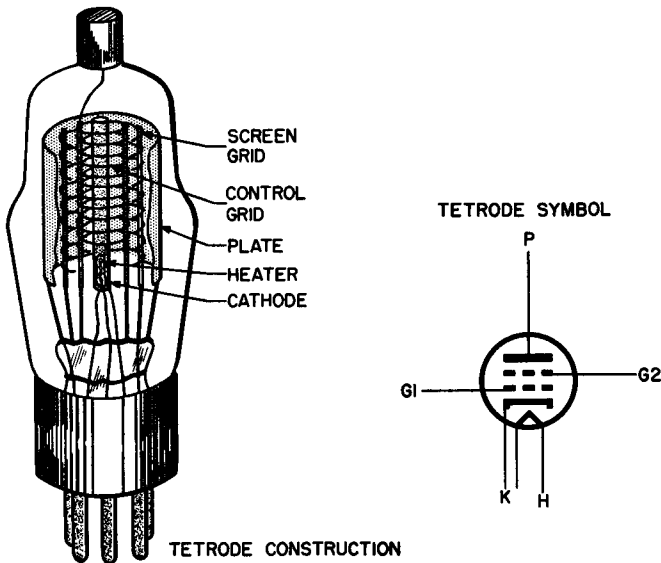 SCREEN
GRID
CONTROL
GRID
PLATE
HEATER
CATHODE
TETRODE CONSTRUCTION
TETRODE SYMBOL
P
G1
G2
K
H